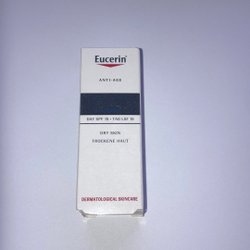 Eucerin®
ANTI-AGE
DAY SPF 15 • TAG LSF 15
DRY SKIN
TROCKENE HAUT
DERMATOLOGICAL SKINCARE